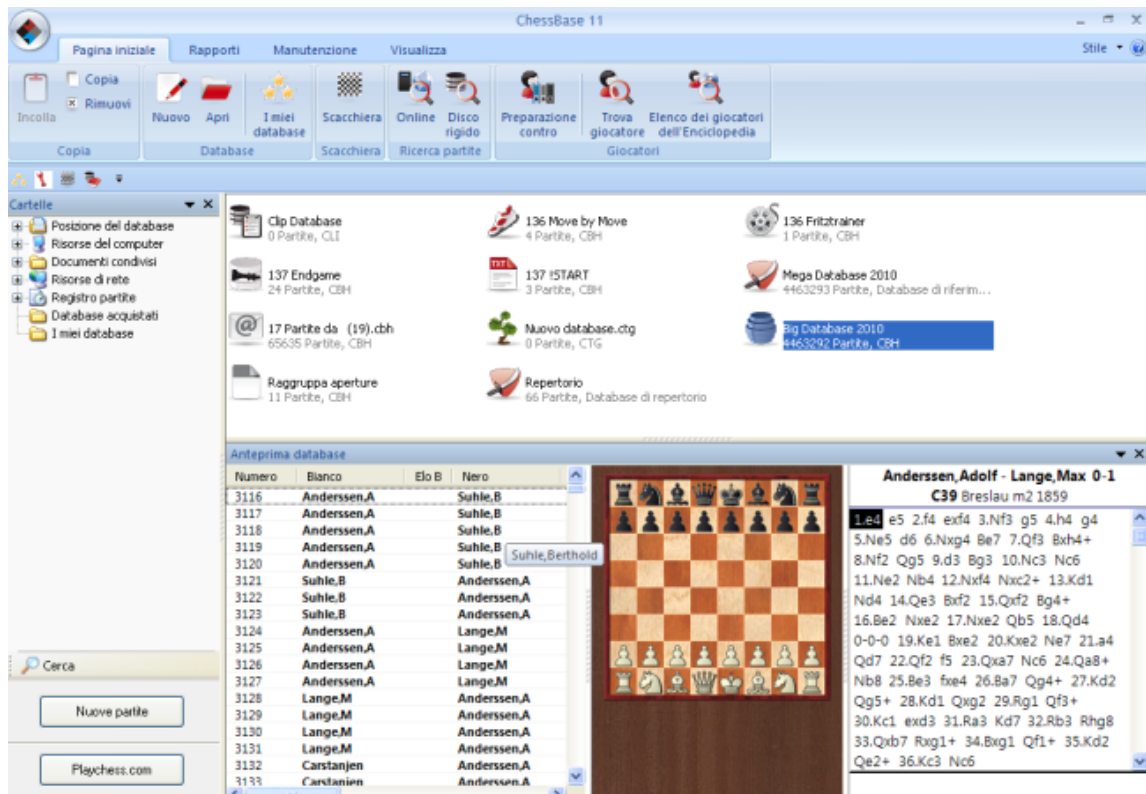 ChessBase 11
Pagina iniziale Rapporti Manutenzione Visualizza Stile
Incolla
Copia
Rimuovi
Nuovo Apri I miei database
Scacchiera
Online Disco rigido
Preparazione contro
Trova giocatore
Elenco dei giocatori dell'Enciclopedia
Copia Database Scacchiera Ricerca partite Giocatori
Cartelle
Posizione del database
Risorse del computer
Documenti condivisi
Risorse di rete
Registro partite
Database acquistati
I miei database
Cerca
Nuove partite
Playchess.com
Clip Database
0 Partite, CLI
136 Move by Move
4 Partite, CBH
136 Fritztrainer
1 Partite, CBH
137 Endgame
24 Partite, CBH
TXT
137 !START
3 Partite, CBH
Mega Database 2010
4463293 Partite, Database di riferim...
17 Partite da (19).cbh
65635 Partite, CBH
Nuovo database.ctg
0 Partite, CTG
Big Database 2010
4463292 Partite, CBH
Raggruppa aperture
11 Partite, CBH
Repertorio
66 Partite, Database di repertorio
Anteprima database
Numero Bianco Elo B Nero
3116 Anderssen,A Suhle,B
3117 Anderssen,A Suhle,B
3118 Anderssen,A Suhle,B
3119 Anderssen,A Suhle,B
3120 Anderssen,A Suhle,B
3121 Suhle,B Anderssen,A
3122 Suhle,B Anderssen,A
3123 Suhle,B Anderssen,A
3124 Anderssen,A Lange,M
3125 Anderssen,A Lange,M
3126 Anderssen,A Lange,M
3127 Anderssen,A Lange,M
3128 Lange,M Anderssen,A
3129 Lange,M Anderssen,A
3130 Lange,M Anderssen,A
3131 Lange,M Anderssen,A
3132 Carstanjen Anderssen,A
3133 Carstanjen Anderssen,A
Suhle,Berthold
Anderssen,Adolf - Lange,Max 0-1
C39 Breslau m2 1859
1.e4 e5 2.f4 exf4 3.Nf3 g5 4.h4 g4
5.Ne5 d6 6.Nxg4 Be7 7.Qf3 Bxh4+
8.Nf2 Qg5 9.d3 Bg3 10.Nc3 Nc6
11.Ne2 Nb4 12.Nxf4 Nxc2+ 13.Kd1
Nd4 14.Qe3 Bxf2 15.Qxf2 Bg4+
16.Be2 Nxe2 17.Nxe2 Qb5 18.Qd4
0-0-0 19.Ke1 Bxe2 20.Kxe2 Ne7 21.a4
Qd7 22.Qf2 f5 23.Qxa7 Nc6 24.Qa8+
Nb8 25.Be3 fxe4 26.Ba7 Qg4+ 27.Kd2
Qg5+ 28.Kd1 Qxg2 29.Rg1 Qf3+
30.Kc1 exd3 31.Ra3 Kd7 32.Rb3 Rhg8
33.Qxb7 Rxg1+ 34.Bxg1 Qf1+ 35.Kd2
Qe2+ 36.Kc3 Nc6